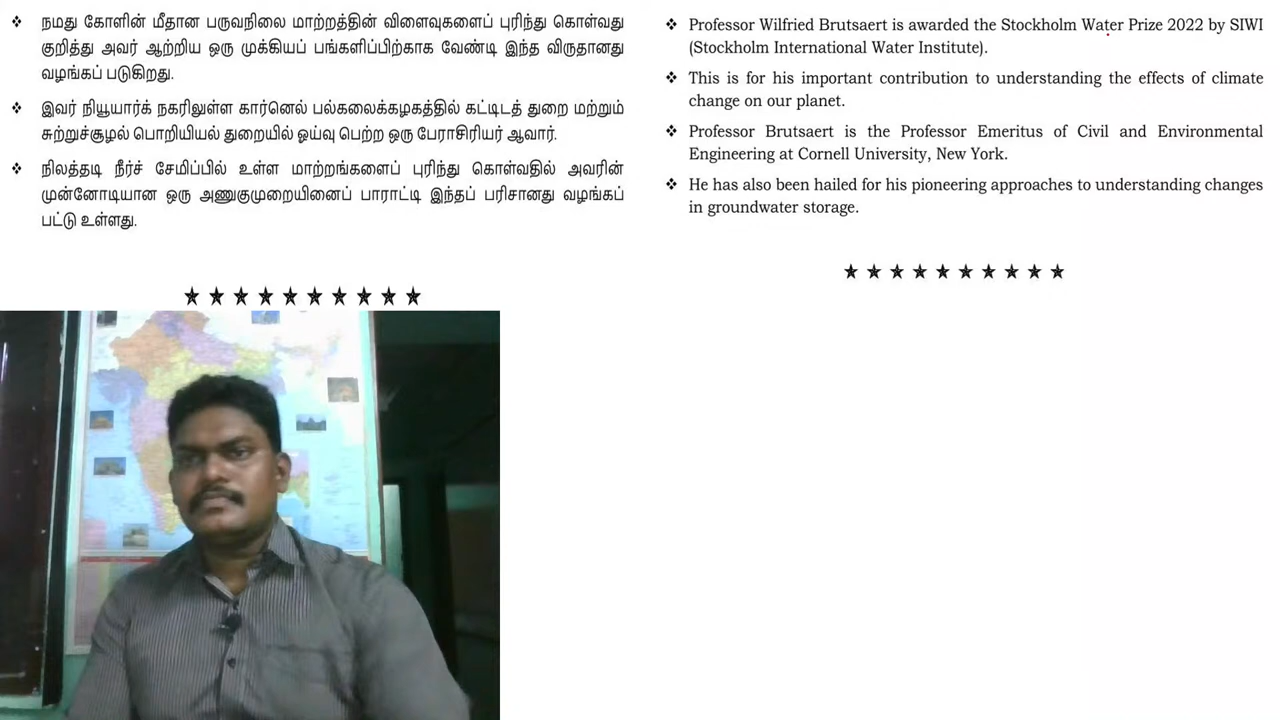 ❖ நமது கோளின் மீதான பருவநிலை மாற்றத்தின் விளைவுகளைப் புரிந்து கொள்வது
குறித்து அவர் ஆற்றிய ஒரு முக்கியப் பங்களிப்பிற்காக வேண்டி இந்த விருதானது
வழங்கப் படுகிறது.
❖ இவர் நியூயார்க் நகரிலுள்ள கார்னெல் பல்கலைக்கழகத்தில் கட்டிடத் துறை மற்றும்
சுற்றுச்சூழல் பொறியியல் துறையில் ஓய்வு பெற்ற ஒரு பேராசிரியர் ஆவார்.
❖ நிலத்தடி நீர்ச் சேமிப்பில் உள்ள மாற்றங்களைப் புரிந்து கொள்வதில் அவரின்
முன்னோடியான ஒரு அணுகுமுறையினைப் பாராட்டி இந்தப் பரிசானது வழங்கப்
பட்டு உள்ளது.
❖ Professor Wilfried Brutsaert is awarded the Stockholm Water Prize 2022 by SIWI
(Stockholm International Water Institute).
❖ This is for his important contribution to understanding the effects of climate
change on our planet.
❖ Professor Brutsaert is the Professor Emeritus of Civil and Environmental
Engineering at Cornell University, New York.
❖ He has also been hailed for his pioneering approaches to understanding changes
in groundwater storage.